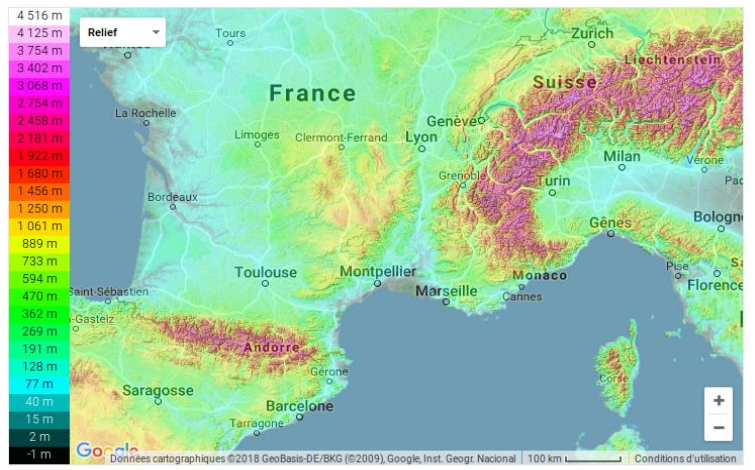 4 516 m
4 125 m
3 754 m
3 402 m
3 068 m
2 754 m
2 458 m
2 181 m
1 922 m
1 680 m
1 456 m
1 250 m
1 061 m
889 m
733 m
594 m
470 m
362 m
269 m
191 m
128 m
77 m
40 m
15 m
2 m
-1 m
Relief
Tours
Zurich
Liechtenstein
Suisse
France
La Rochelle
Genève
Limoges
Clermont-Ferrand
Lyon
Milan
Vérone
Grenoble
Turin
Bordeaux
Gênes
Pise
Toulouse
Montpellier
Monaco
Marseille
Cannes
Andorre
Gérone
Corse
Saragosse
Barcelone
Tarragone
Google
Données cartographiques ©2018 GeoBasis-DE/BKG (©2009), Google, Inst. Geogr. Nacional
100 km
Conditions d'utilisation
+
−